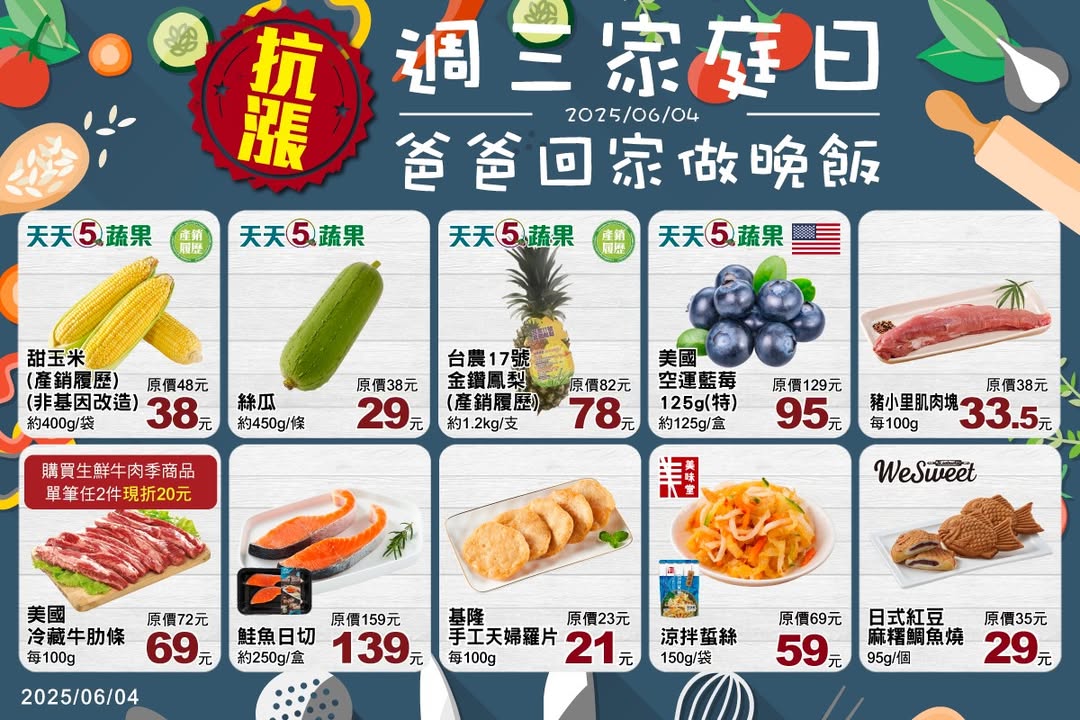 抗漲
週三家庭日
2025/06/04
爸爸回家做晚飯
天天5蔬果
產銷履歷
甜玉米
(產銷履歷)
(非基因改造)
約400g/袋
原價48元
38元
天天5蔬果
絲瓜
約450g/條
原價38元
29元
天天5蔬果
產銷履歷
台農17號
金鑽鳳梨
(產銷履歷)
約1.2kg/支
原價82元
78元
天天5蔬果
美國
空運藍莓
125g(特)
約125g/盒
原價129元
95元
豬小里肌肉塊
每100g
原價38元
33.5元
購買生鮮牛肉季商品
單筆任2件現折20元
美國
冷藏牛肋條
每100g
原價72元
69元
鮭魚日切
約250g/盒
原價159元
139元
基隆
手工天婦羅片
每100g
原價23元
21元
美味堂
涼拌蜇絲
150g/袋
原價69元
59元
WeSweet
日式紅豆
麻糬鯛魚燒
95g/個
原價35元
29元
2025/06/04